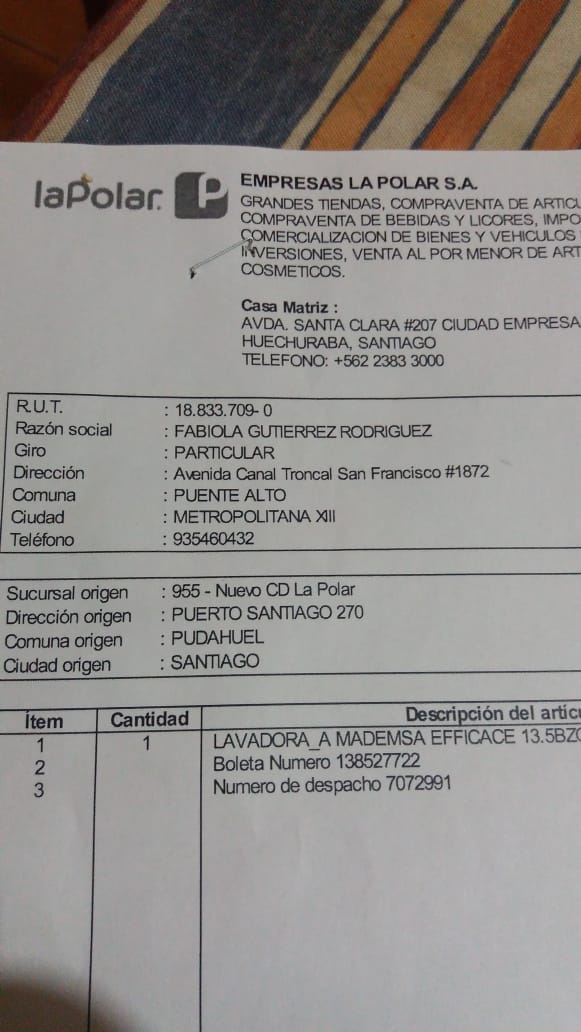 laPolar.
EMPRESAS LA POLAR S.A.
GRANDES TIENDAS, COMPRAVENTA DE ARTICU
COMPRAVENTA DE BEBIDAS Y LICORES, IMPO
COMERCIALIZACION DE BIENES Y VEHICULOS
INVERSIONES, VENTA AL POR MENOR DE ART
COSMETICOS.
Casa Matriz :
AVDA. SANTA CLARA #207 CIUDAD EMPRESA
HUECHURABA, SANTIAGO
TELEFONO: +562 2383 3000
R.U.T. : 18.833.709-0
Razón social : FABIOLA GUTIERREZ RODRIGUEZ
Giro : PARTICULAR
Dirección : Avenida Canal Troncal San Francisco #1872
Comuna : PUENTE ALTO
Ciudad : METROPOLITANA XIII
Teléfono : 935460432
Sucursal origen : 955 - Nuevo CD La Polar
Dirección origen : PUERTO SANTIAGO 270
Comuna origen : PUDAHUEL
Ciudad origen : SANTIAGO
Ítem Cantidad Descripción del artícu
1 1 LAVADORA_A MADEMSA EFFICACE 13.5BZG
2 Boleta Numero 138527722
3 Numero de despacho 7072991